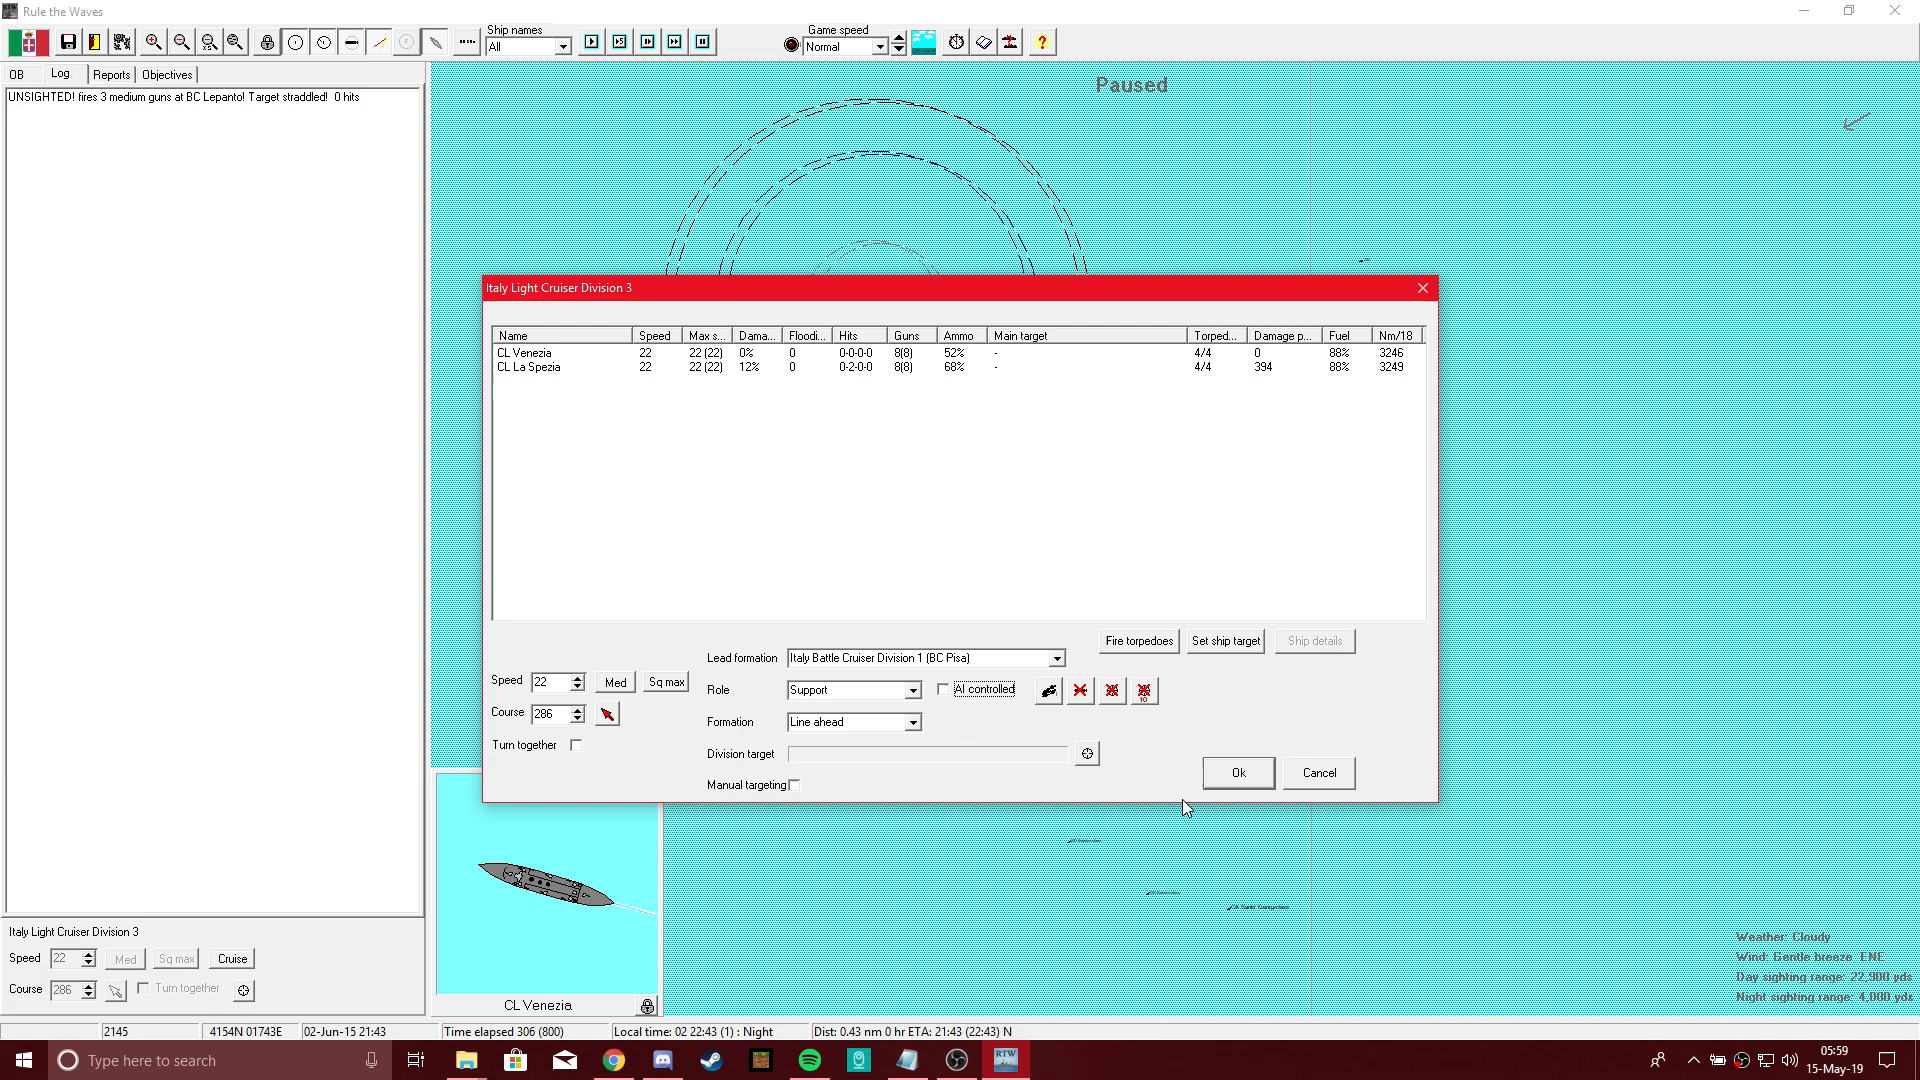 Rule the Waves
Ship names
All
Game speed
Normal
OB
Log
Reports
Objectives
UNSIGHTED! fires 3 medium guns at BC Lepanto! Target straddled!  0 hits
Paused
Italy Light Cruiser Division 3
Name Speed Max s... Dama... Floodi... Hits Guns Ammo Main target Torped... Damage p... Fuel Nm/18
CL Venezia 22 22 (22) 0% 0 0-0-0-0 8(8) 52% - 4/4 0 88% 3246
CL La Spezia 22 22 (22) 12% 0 0-2-0-0 8(8) 68% - 4/4 394 88% 3249
Fire torpedoes Set ship target Ship details
Lead formation Italy Battle Cruiser Division 1 (BC Pisa)
Speed 22 Med Sq max
Role Support AI controlled
10
Course 286
Formation Line ahead
Turn together
Division target
Ok Cancel
Manual targeting
CL Venezia
Weather: Cloudy
Wind: Gentle breeze ENE
Day sighting range: 22,900 yds
Night sighting range: 4,000 yds
Italy Light Cruiser Division 3
Speed 22 Med Sq max Cruise
Course 286 Turn together
2145 4154N 01743E 02-Jun-15 21:43 Time elapsed 306 (800) Local time: 02 22:43 (1) : Night Dist: 0.43 nm 0 hr ETA: 21:43 (22:43) N
Type here to search
RTW
05:59
15-May-19